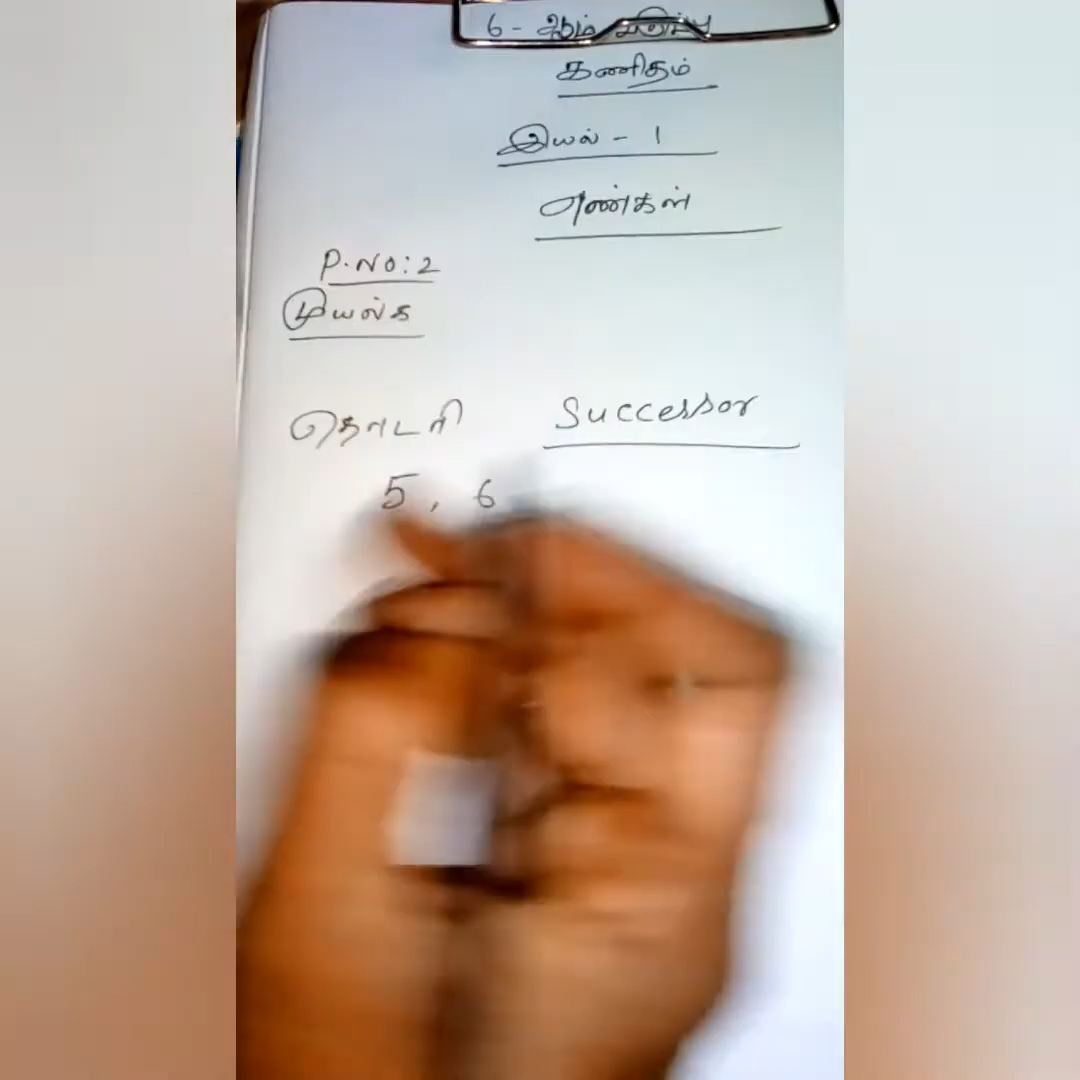 6 - ஆம் வகுப்பு
கணிதம்
இயல் - 1
எண்கள்
P.NO:2
முயல்க
தொடரி Successor
5, 6